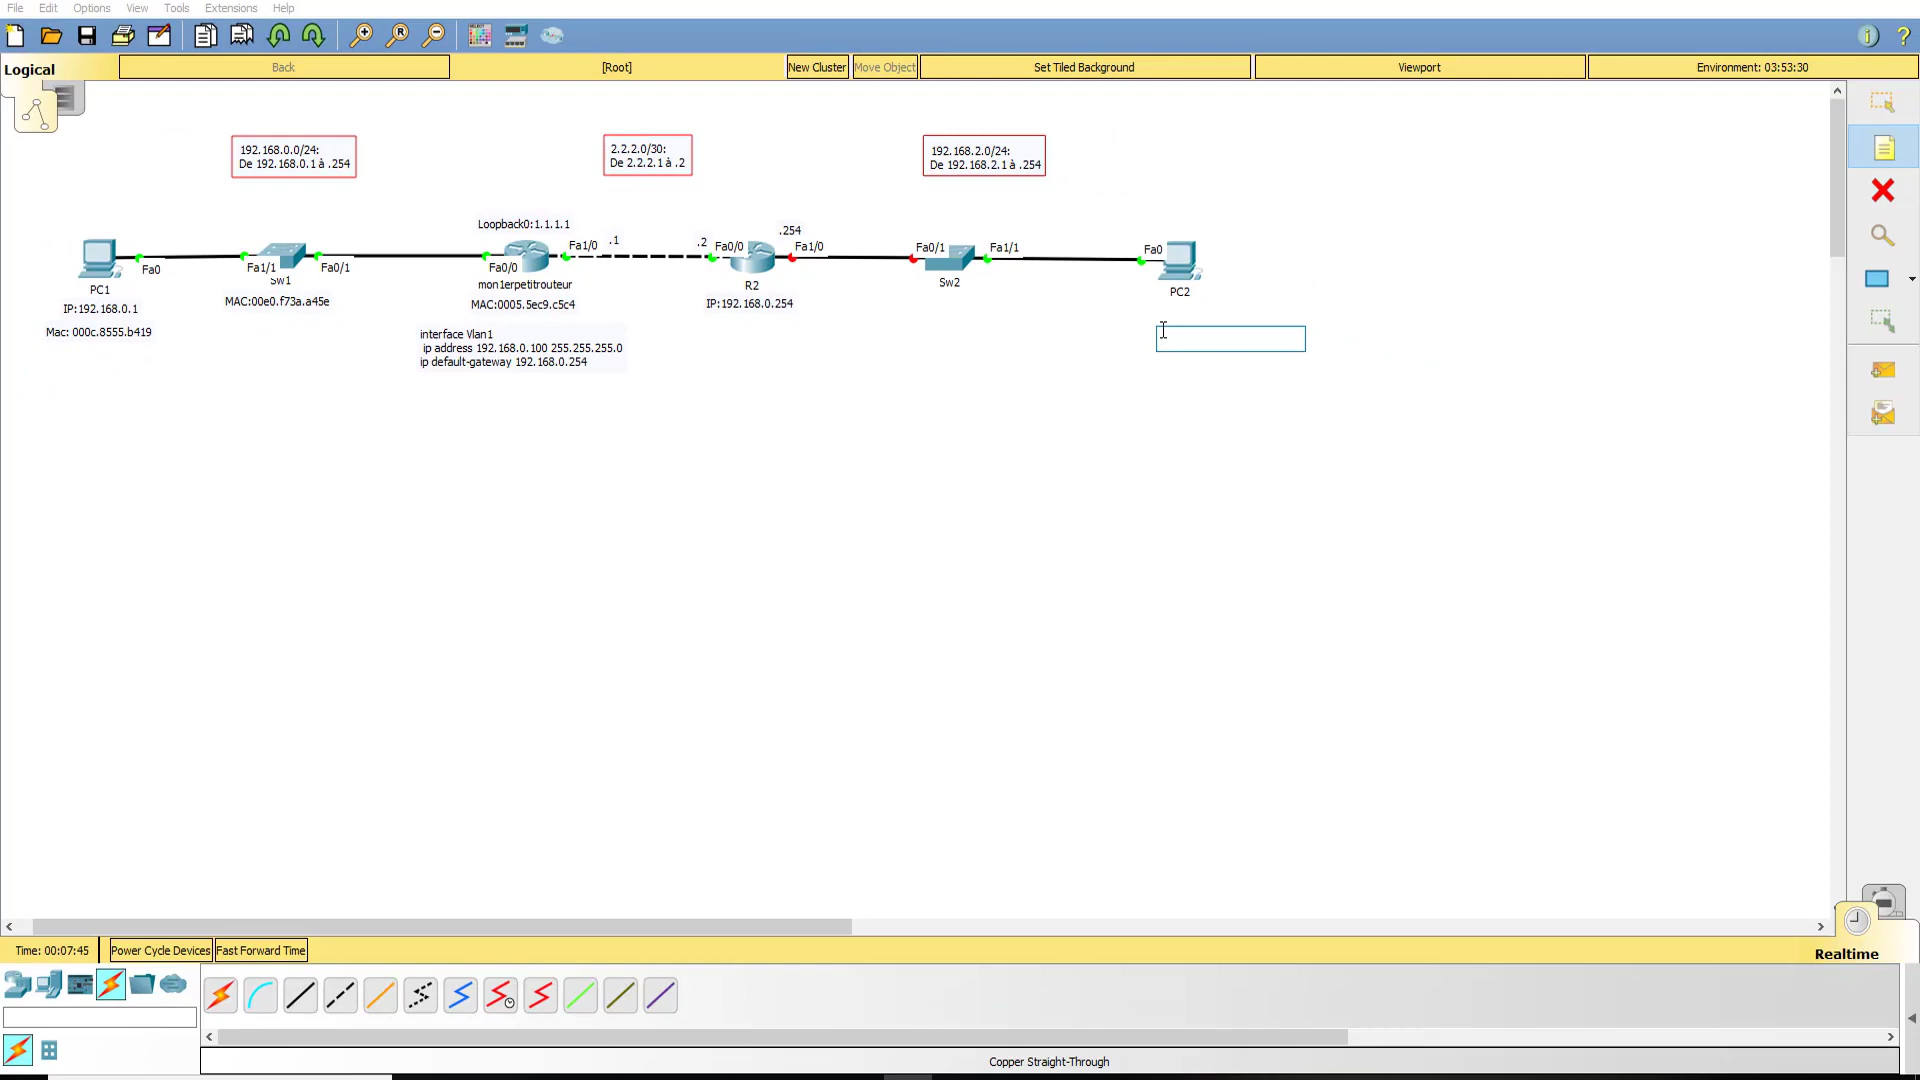 File Edit Options View Tools Extensions Help
Logical
Back
[Root]
New Cluster
Move Object
Set Tiled Background
Viewport
Environment: 03:53:30
192.168.0.0/24:
De 192.168.0.1 à .254
2.2.2.0/30:
De 2.2.2.1 à .2
192.168.2.0/24:
De 192.168.2.1 à .254
Loopback0:1.1.1.1
Fa0
PC1
IP:192.168.0.1
Mac: 000c.8555.b419
Fa1/1
Fa0/1
Sw1
MAC:00e0.f73a.a45e
Fa0/0
Fa1/0
.1
mon1erpetitrouteur
MAC:0005.5ec9.c5c4
interface Vlan1
ip address 192.168.0.100 255.255.255.0
ip default-gateway 192.168.0.254
.2
Fa0/0
.254
Fa1/0
R2
IP:192.168.0.254
Fa0/1
Fa1/1
Sw2
Fa0
PC2
Time: 00:07:45
Power Cycle Devices
Fast Forward Time
Realtime
Copper Straight-Through